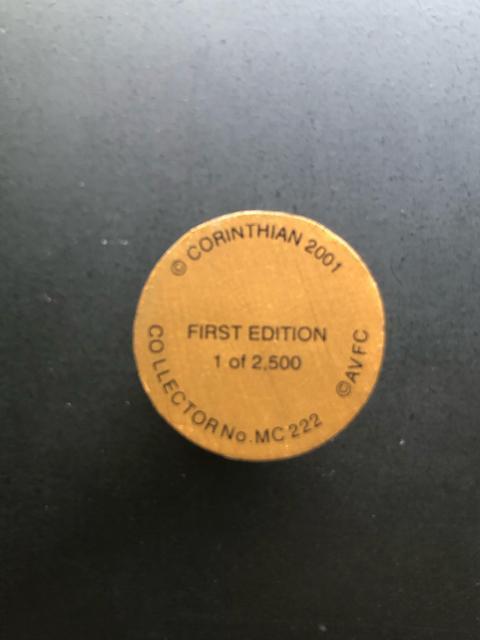 © CORINTHIAN 2001
FIRST EDITION
1 of 2,500
COLLECTOR No. MC 222
© AVFC